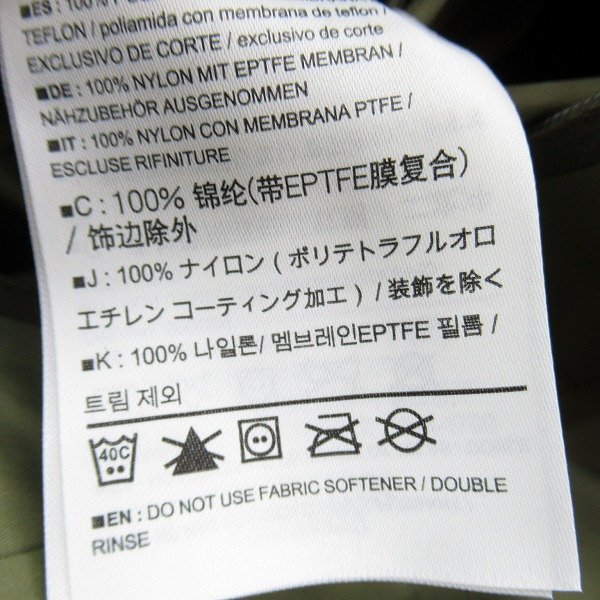 ■ES : 100%
TEFLON / poliamida con membrana de teflon /
EXCLUSIVO DE CORTE / exclusivo de corte
■DE : 100% NYLON MIT EPTFE MEMBRAN /
NÄHZUBEHÖR AUSGENOMMEN
■IT : 100% NYLON CON MEMBRANA PTFE /
ESCLUSE RIFINITURE
■C : 100% 锦纶(带EPTFE膜复合)
/ 饰边除外
■J : 100% ナイロン ( ポリテトラフルオロ
エチレン コーティング加工 ) / 装飾を除く
■K : 100% 나일론/ 멤브레인EPTFE 필름 /
트림 제외
40C
■EN : DO NOT USE FABRIC SOFTENER / DOUBLE
RINSE